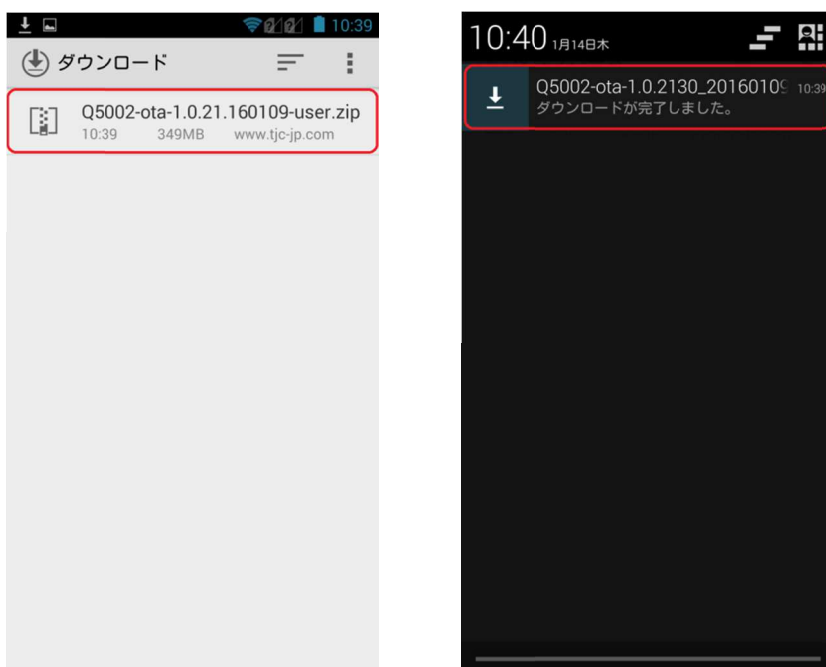 10:39
ダウンロード
Q5002-ota-1.0.21.160109-user.zip
10:39 349MB www.tjc-jp.com
10:40 1月14日木
Q5002-ota-1.0.2130_20160109 10:39
ダウンロードが完了しました。